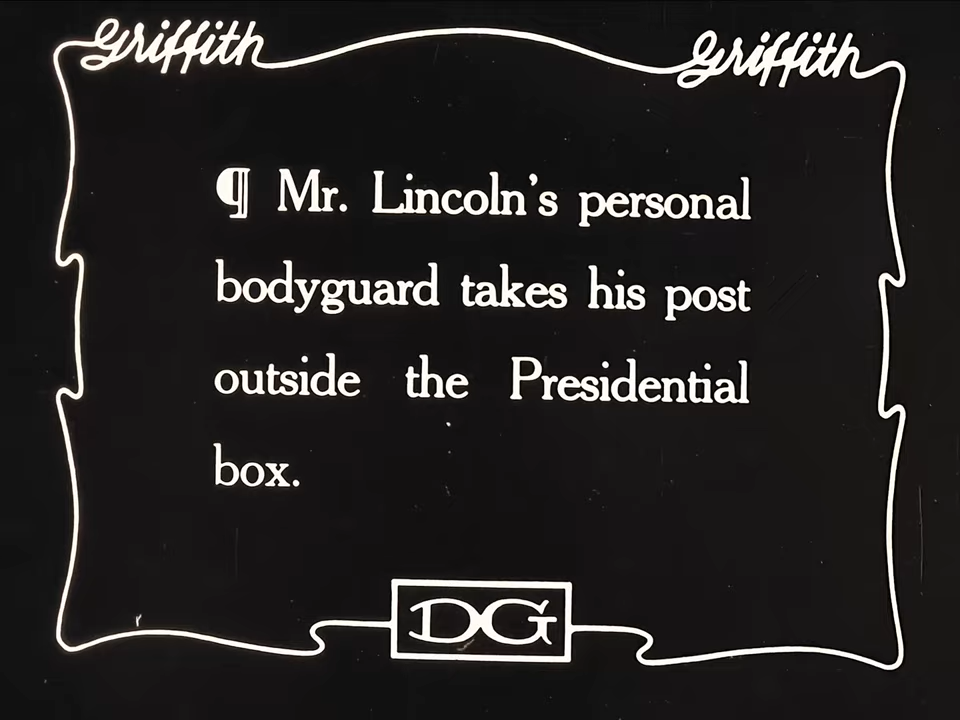 Griffith Griffith
¶ Mr. Lincoln's personal
bodyguard takes his post
outside the Presidential
box.
DG